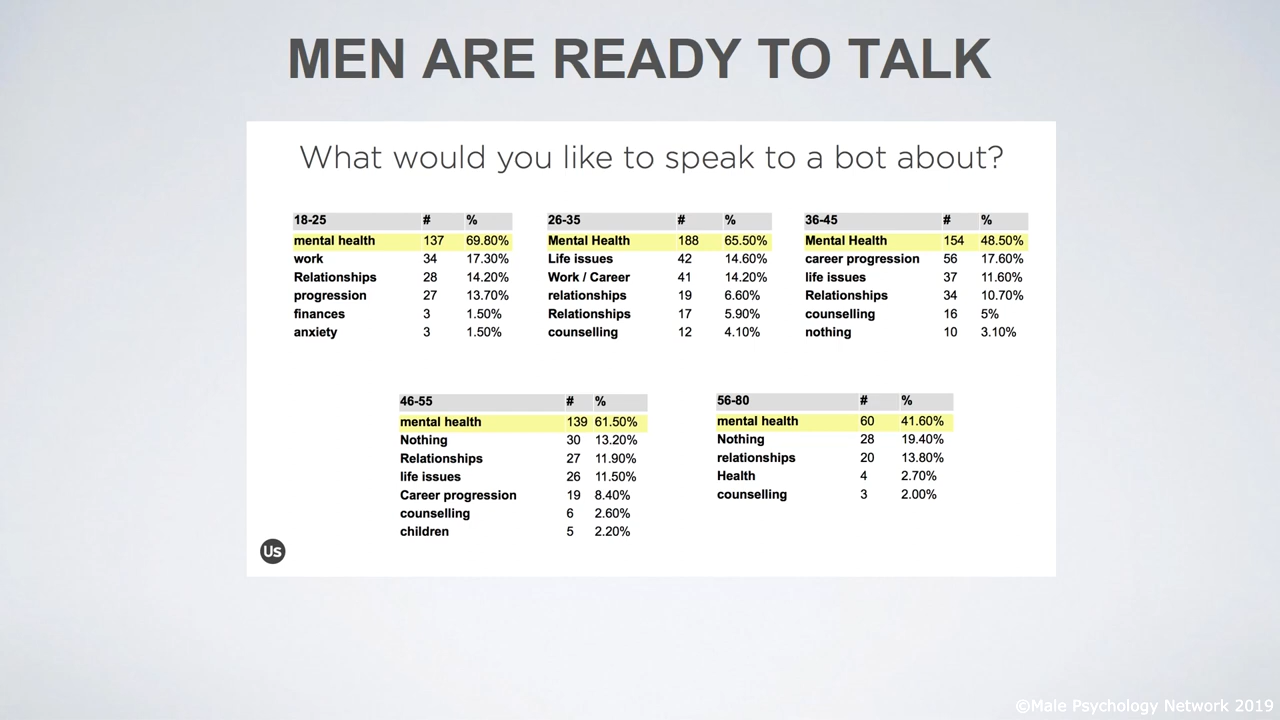 MEN ARE READY TO TALK
What would you like to speak to a bot about?
18-25 # %
mental health 137 69.80%
work 34 17.30%
Relationships 28 14.20%
progression 27 13.70%
finances 3 1.50%
anxiety 3 1.50%
26-35 # %
Mental Health 188 65.50%
Life issues 42 14.60%
Work / Career 41 14.20%
relationships 19 6.60%
Relationships 17 5.90%
counselling 12 4.10%
36-45 # %
Mental Health 154 48.50%
career progression 56 17.60%
life issues 37 11.60%
Relationships 34 10.70%
counselling 16 5%
nothing 10 3.10%
46-55 # %
mental health 139 61.50%
Nothing 30 13.20%
Relationships 27 11.90%
life issues 26 11.50%
Career progression 19 8.40%
counselling 6 2.60%
children 5 2.20%
56-80 # %
mental health 60 41.60%
Nothing 28 19.40%
relationships 20 13.80%
Health 4 2.70%
counselling 3 2.00%
Us
©Male Psychology Network 2019